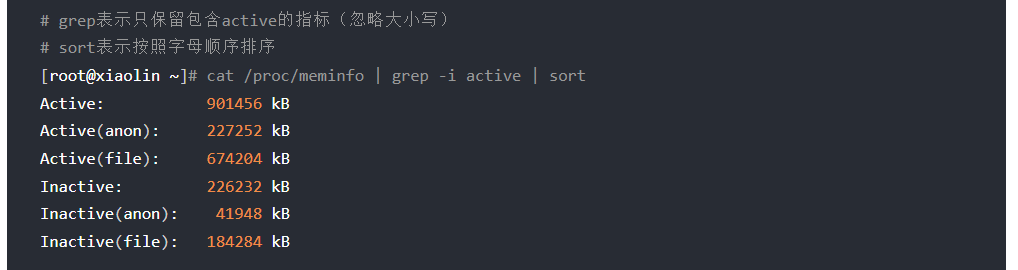 # grep表示只保留包含active的指标（忽略大小写）
# sort表示按照字母顺序排序
[root@xiaolin ~]# cat /proc/meminfo | grep -i active | sort
Active:           901456 kB
Active(anon):     227252 kB
Active(file):     674204 kB
Inactive:         226232 kB
Inactive(anon):    41948 kB
Inactive(file):   184284 kB